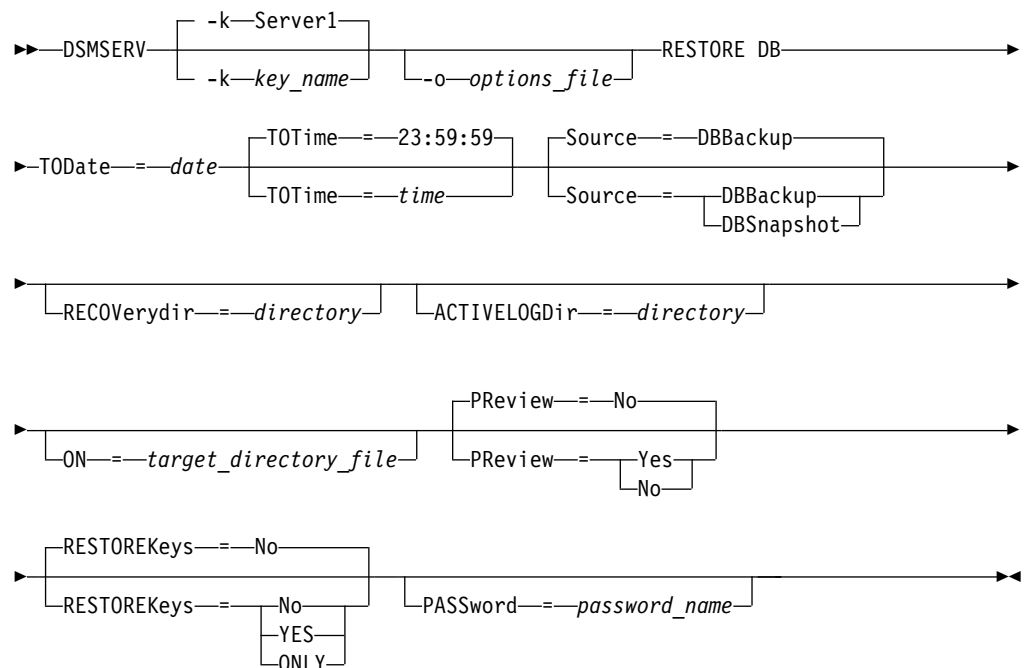 -k Server1
DSMSERV RESTORE DB
-k key_name -o options_file
TOTime = 23:59:59 Source = DBBackup
TODate = date
TOTime = time Source = DBBackup
DBSnapshot
RECOVerydir = directory ACTIVELOGDir = directory
PReview = No
ON = target_directory_file PReview = Yes
No
RESTOREKeys = No
RESTOREKeys = No PASSword = password_name
YES
ONLY